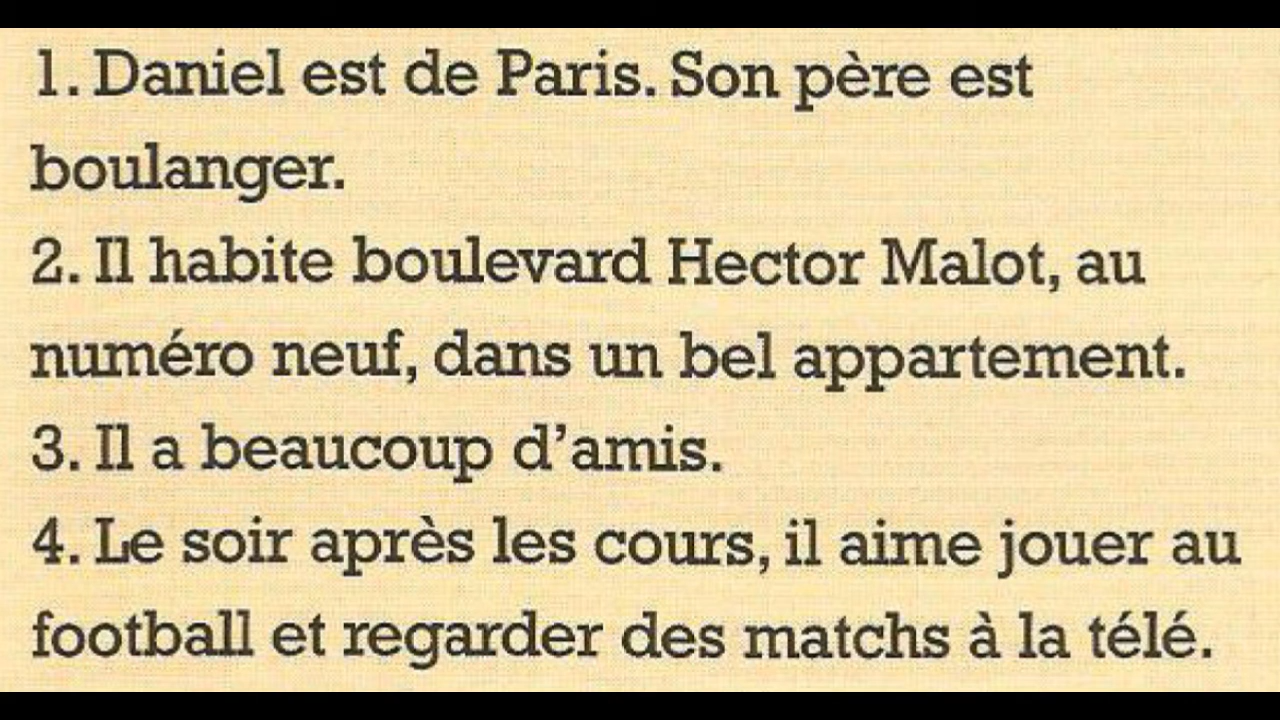 1. Daniel est de Paris. Son père est
boulanger.
2. Il habite boulevard Hector Malot, au
numéro neuf, dans un bel appartement.
3. Il a beaucoup d’amis.
4. Le soir après les cours, il aime jouer au
football et regarder des matchs à la télé.